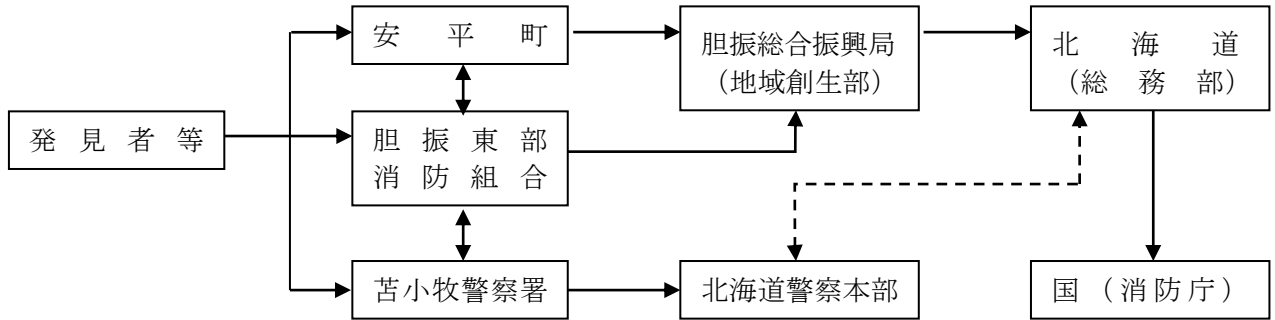 安平町
胆振総合振興局
（地域創生部）
北海道
（総務部）
発見者等
胆振東部
消防組合
苫小牧警察署
北海道警察本部
国（消防庁）